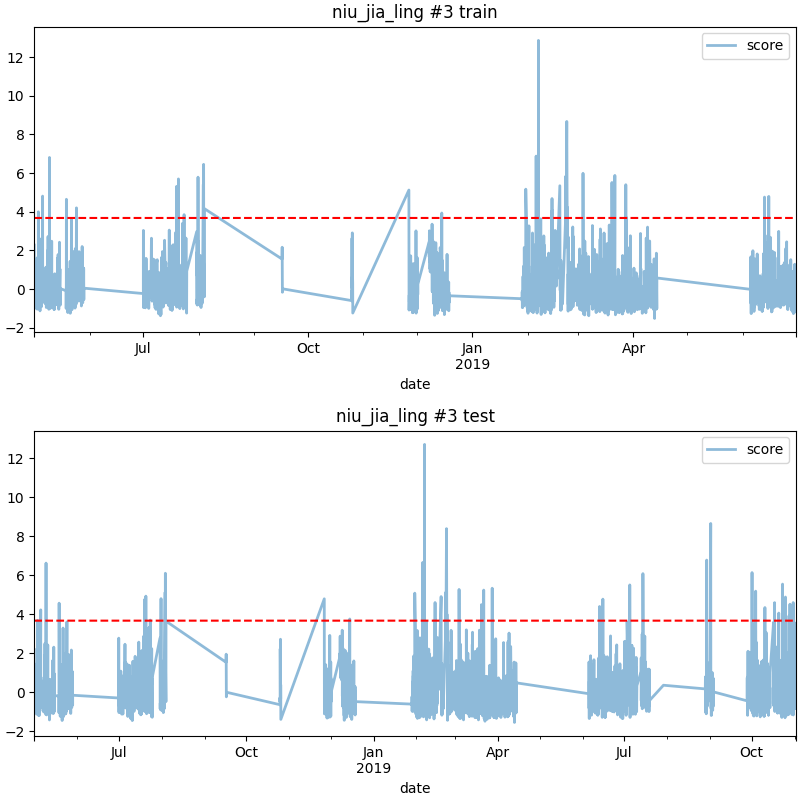 niu_jia_ling #3 train
score
12
10
8
6
4
2
0
−2
Jul
Oct
Jan
2019
Apr
date
niu_jia_ling #3 test
score
12
10
8
6
4
2
0
−2
Jul
Oct
Jan
2019
Apr
Jul
Oct
date